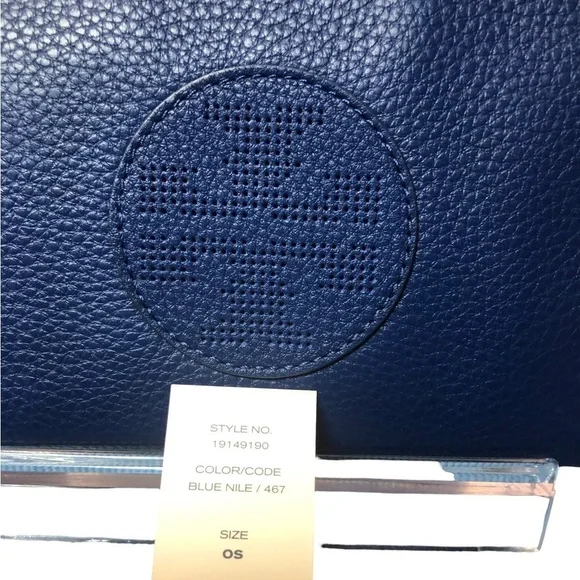 STYLE NO.
19149190
COLOR/CODE
BLUE NILE / 467
SIZE
OS